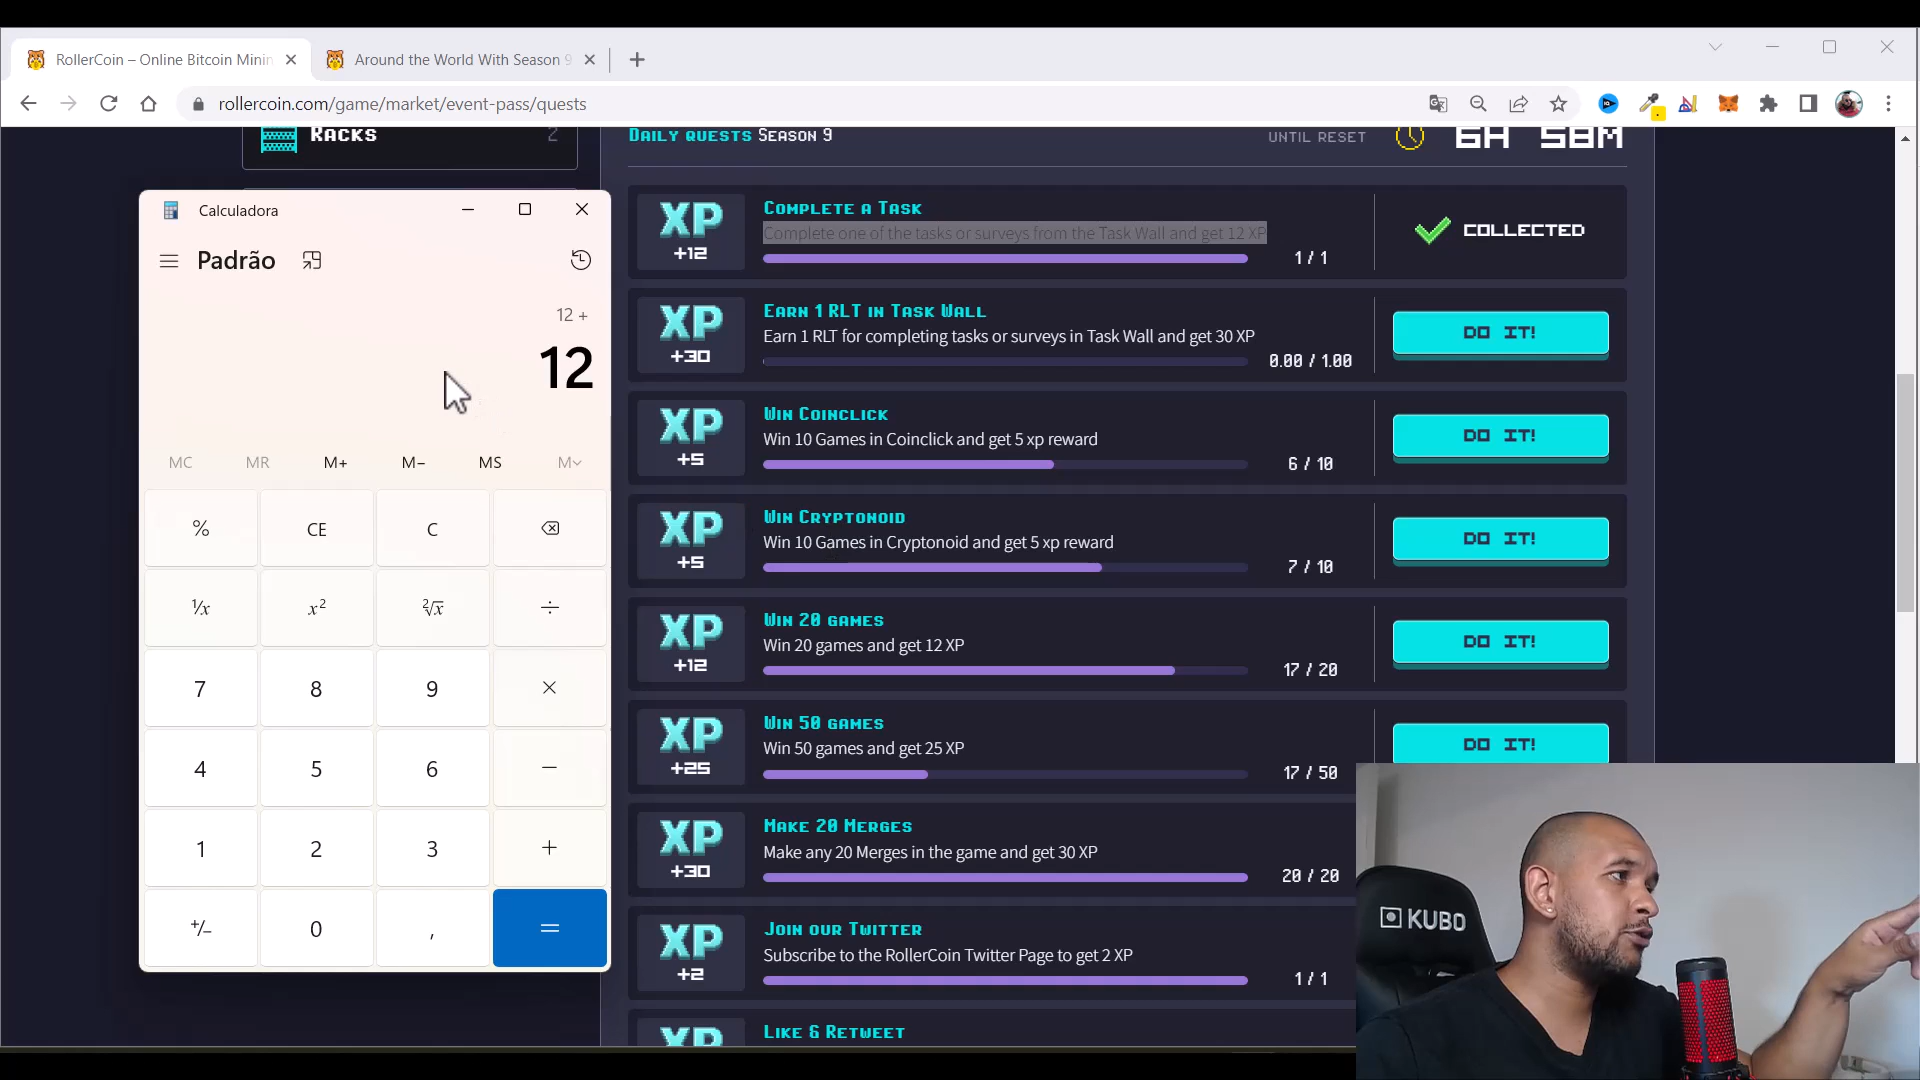 RollerCoin – Online Bitcoin Minin
Around the World With Season 9
rollercoin.com/game/market/event-pass/quests
Racks
2
Daily quests Season 9
UNTIL RESET
6H 58M
Calculadora
Padrão
12 +
12
MC MR M+ M− MS M˅
% CE C
¹/x x² ²√x ÷
7 8 9 ×
4 5 6 −
1 2 3 +
+/− 0 , =
XP
+12
Complete a Task
Complete one of the tasks or surveys from the Task Wall and get 12 XP
1 / 1
COLLECTED
XP
+30
Earn 1 RLT in Task Wall
Earn 1 RLT for completing tasks or surveys in Task Wall and get 30 XP
0.00 / 1.00
DO IT!
XP
+5
Win Coinclick
Win 10 Games in Coinclick and get 5 xp reward
6 / 10
DO IT!
XP
+5
Win Cryptonoid
Win 10 Games in Cryptonoid and get 5 xp reward
7 / 10
DO IT!
XP
+12
Win 20 games
Win 20 games and get 12 XP
17 / 20
DO IT!
XP
+25
Win 50 games
Win 50 games and get 25 XP
17 / 50
DO IT!
XP
+30
Make 20 Merges
Make any 20 Merges in the game and get 30 XP
20 / 20
XP
+2
Join our Twitter
Subscribe to the RollerCoin Twitter Page to get 2 XP
1 / 1
XP
Like & Retweet
KUBO